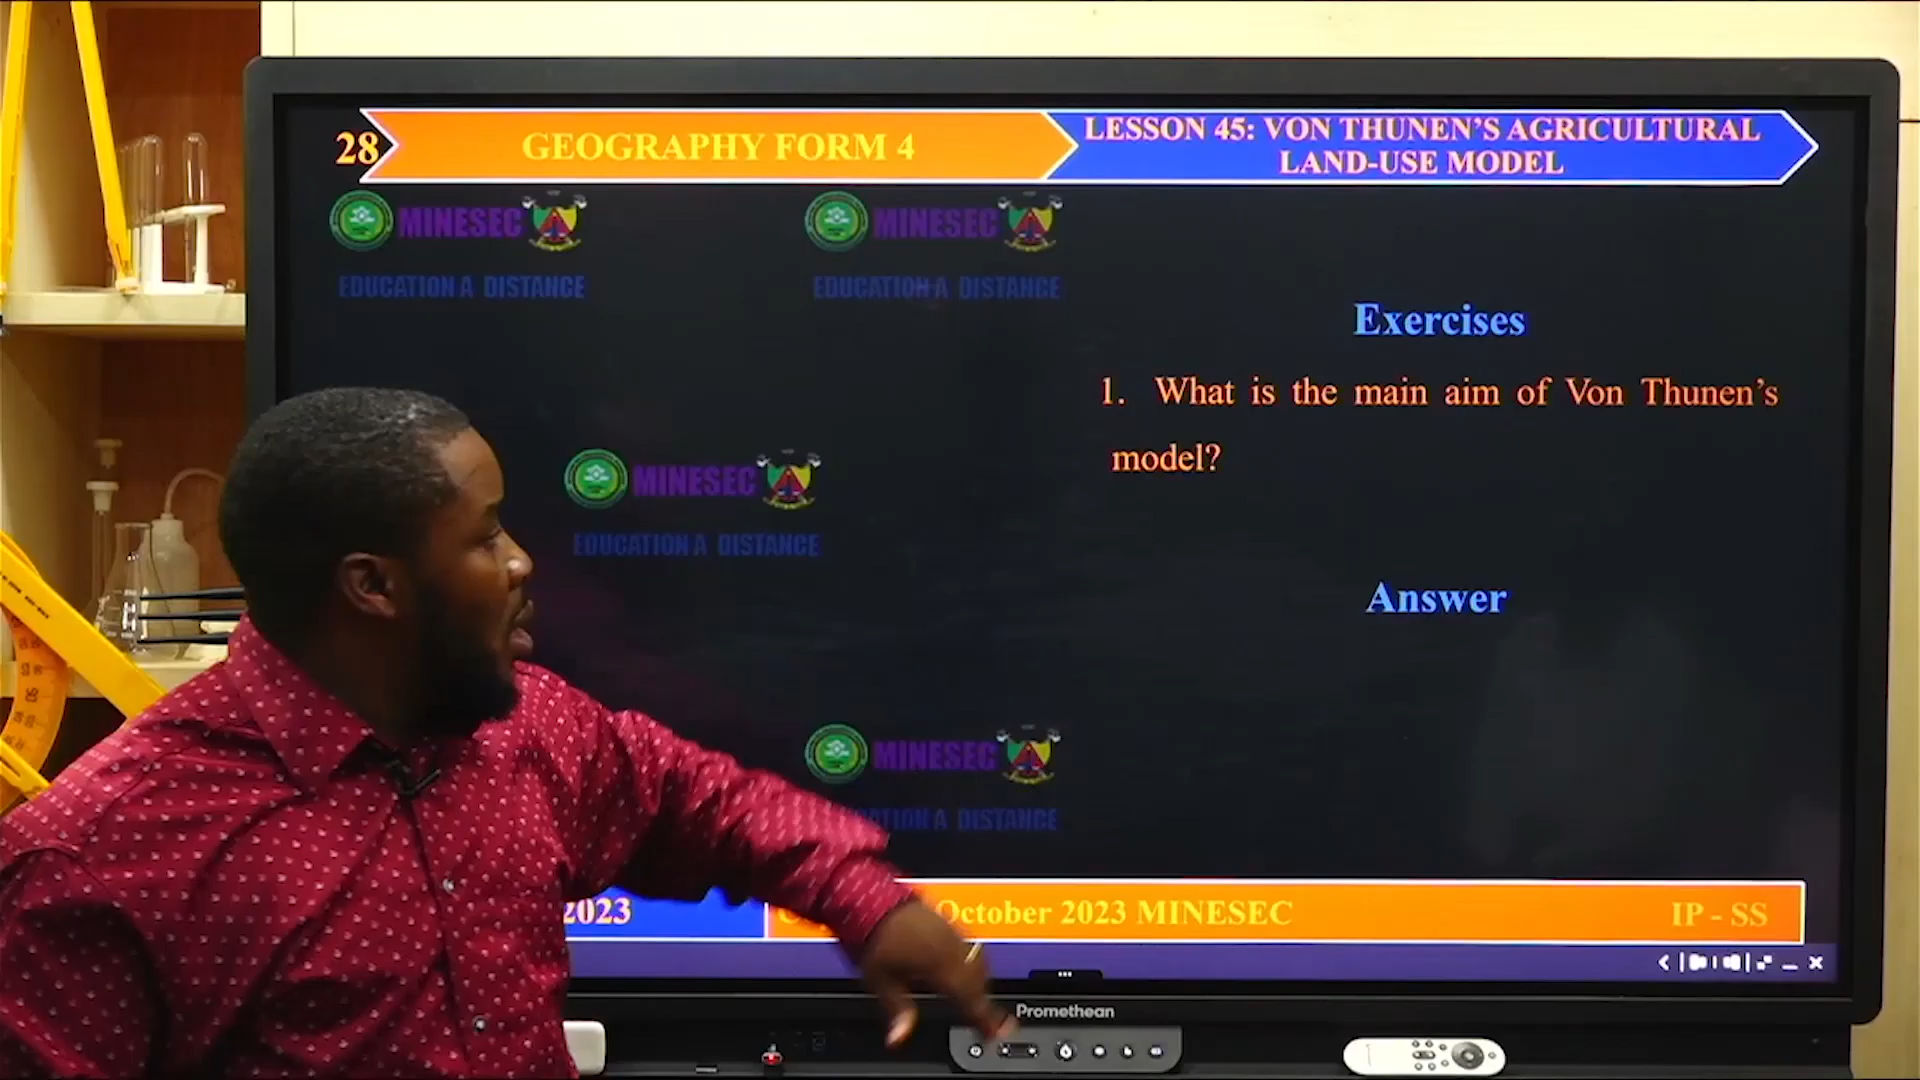 28
GEOGRAPHY FORM 4
LESSON 45: VON THUNEN'S AGRICULTURAL
LAND-USE MODEL
MINESEC
EDUCATION A DISTANCE
MINESEC
EDUCATION A DISTANCE
Exercises
1. What is the main aim of Von Thunen's
model?
MINESEC
EDUCATION A DISTANCE
Answer
MINESEC
A DISTANCE
2023
October 2023 MINESEC
IP - SS
Promethean